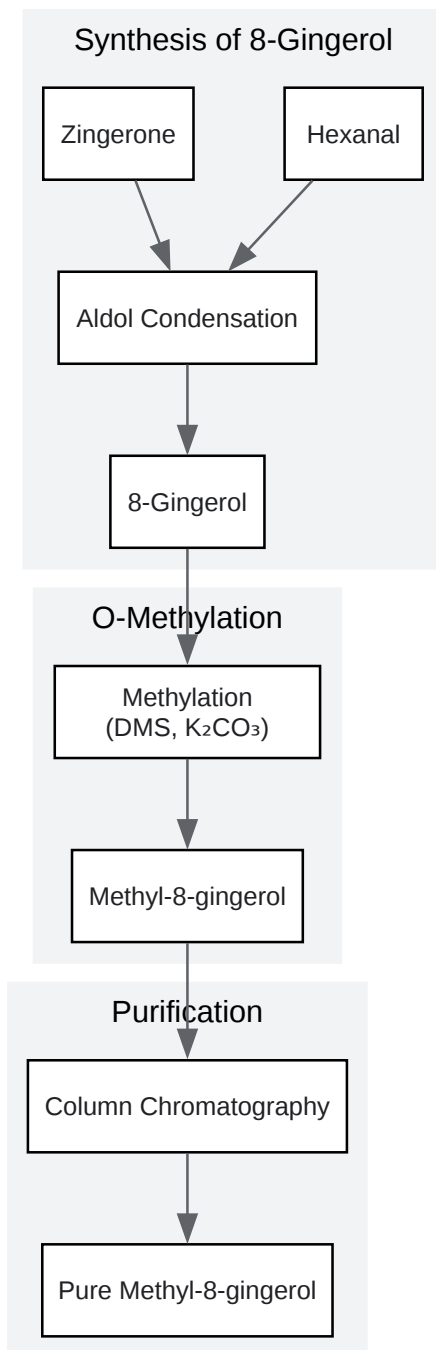 Synthesis of 8-Gingerol
Zingerone
Hexanal
Aldol Condensation
8-Gingerol
O-Methylation
Methylation
(DMS, K₂CO₃)
Methyl-8-gingerol
Purification
Column Chromatography
Pure Methyl-8-gingerol